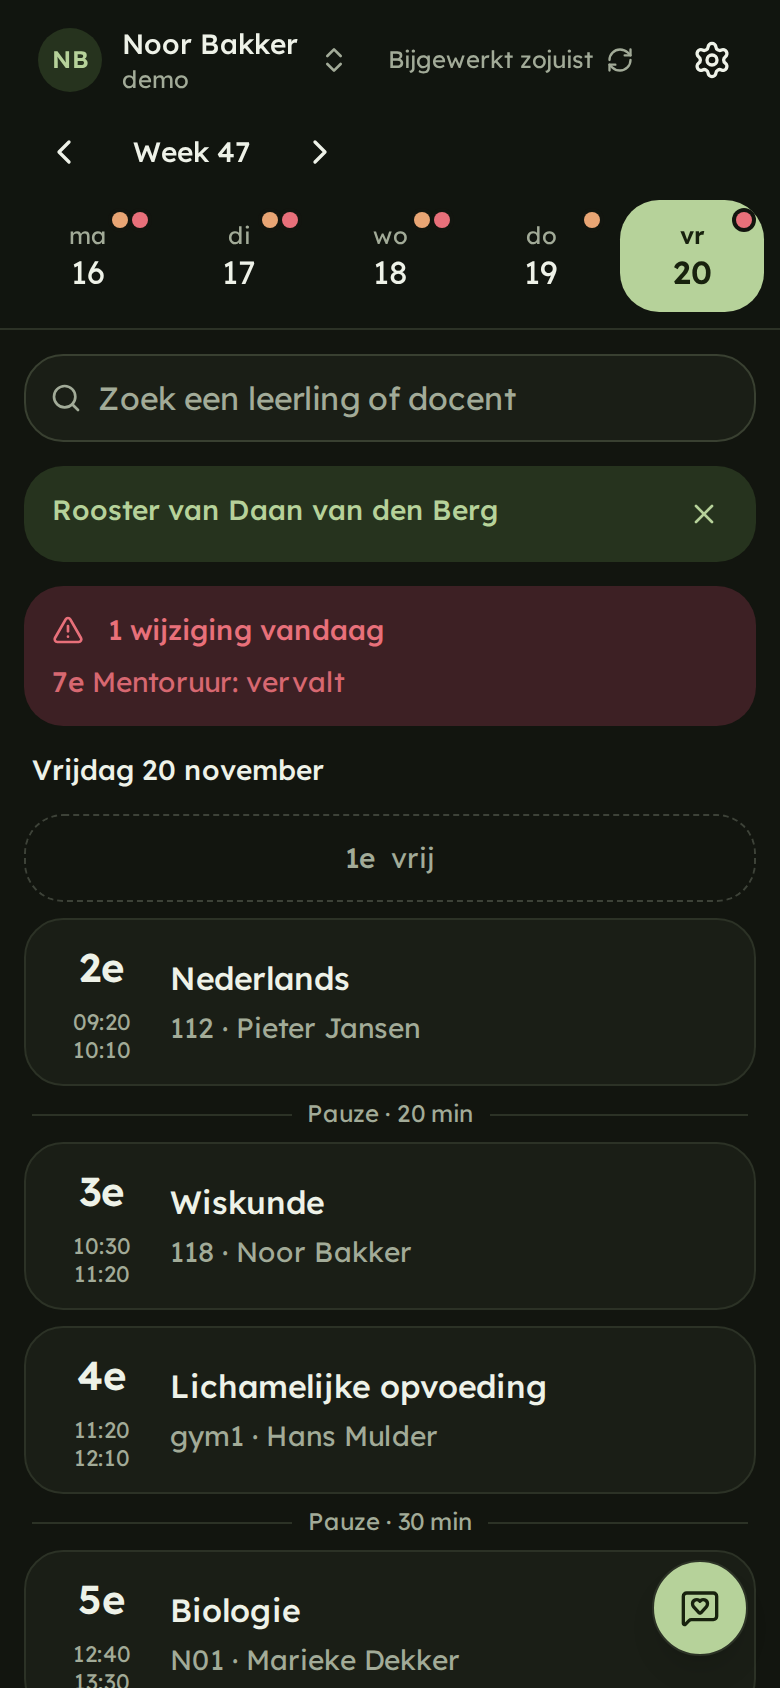 NB
Noor Bakker
demo
Bijgewerkt zojuist
Week 47
ma
16
di
17
wo
18
do
19
vr
20
Zoek een leerling of docent
Rooster van Daan van den Berg
1 wijziging vandaag
7e Mentoruur: vervalt
Vrijdag 20 november
1e vrij
2e
09:20
10:10
Nederlands
112 · Pieter Jansen
Pauze · 20 min
3e
10:30
11:20
Wiskunde
118 · Noor Bakker
4e
11:20
12:10
Lichamelijke opvoeding
gym1 · Hans Mulder
Pauze · 30 min
5e
12:40
13:30
Biologie
N01 · Marieke Dekker